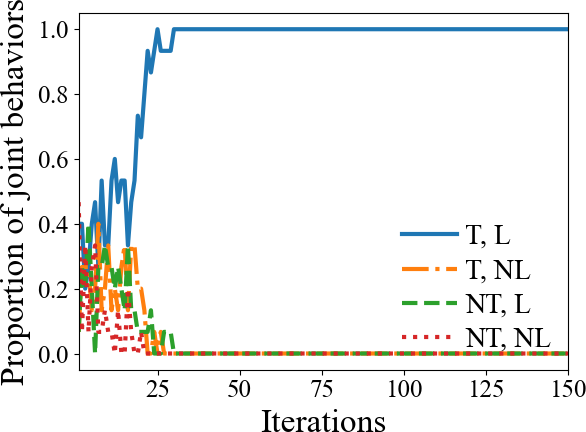 Proportion of joint behaviors
1.0
0.8
0.6
0.4
0.2
0.0
T, L
T, NL
NT, L
NT, NL
25 50 75 100 125 150
Iterations